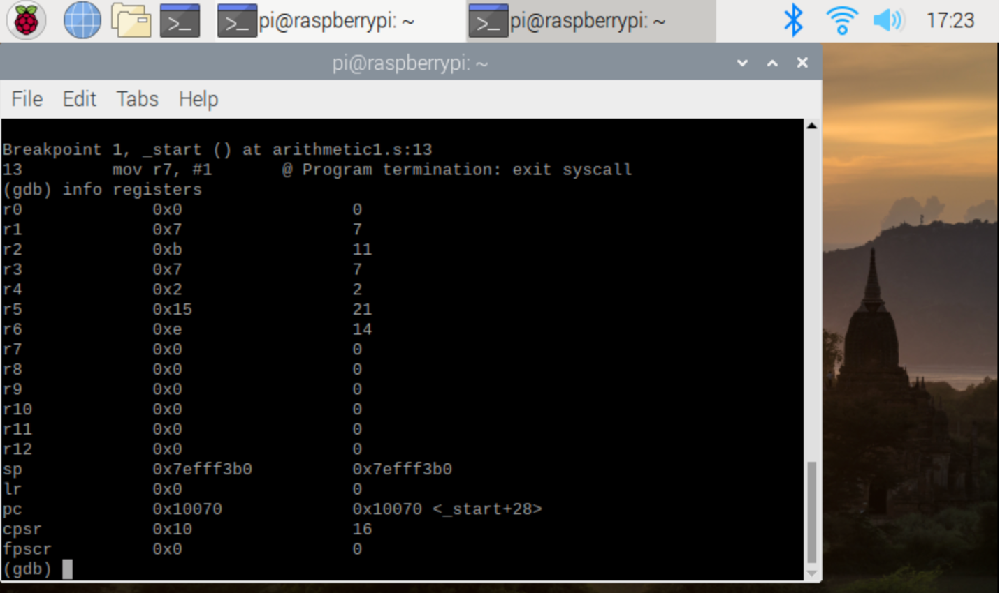 pi@raspberrypi: ~ pi@raspberrypi: ~ 17:23
pi@raspberrypi: ~
File Edit Tabs Help
Breakpoint 1, _start () at arithmetic1.s:13
13 mov r7, #1 @ Program termination: exit syscall
(gdb) info registers
r0 0x0 0
r1 0x7 7
r2 0xb 11
r3 0x7 7
r4 0x2 2
r5 0x15 21
r6 0xe 14
r7 0x0 0
r8 0x0 0
r9 0x0 0
r10 0x0 0
r11 0x0 0
r12 0x0 0
sp 0x7efff3b0 0x7efff3b0
lr 0x0 0
pc 0x10070 0x10070 <_start+28>
cpsr 0x10 16
fpscr 0x0 0
(gdb)